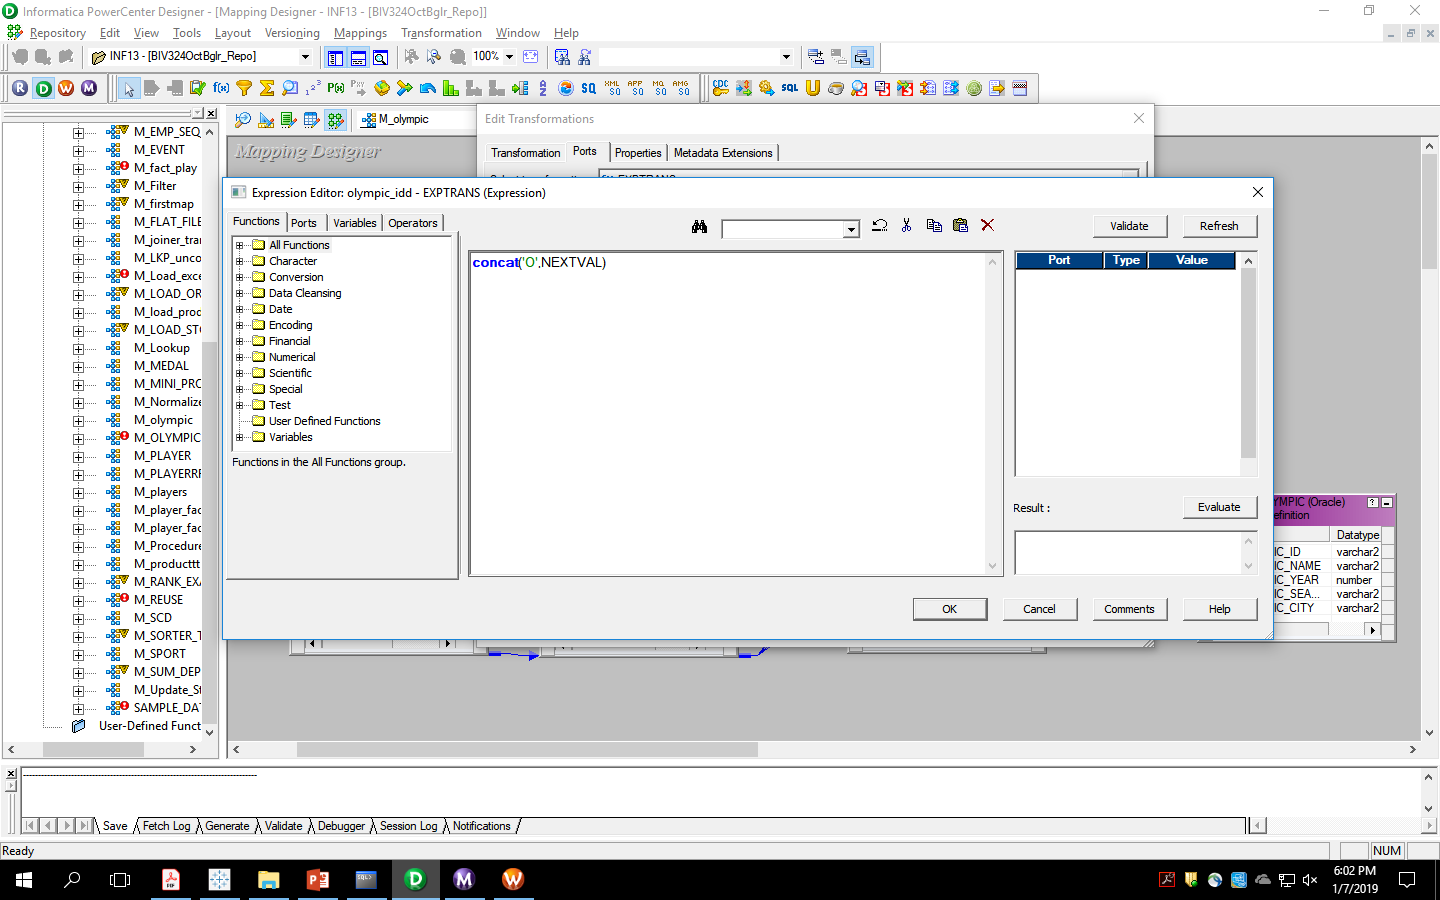 Informatica PowerCenter Designer - [Mapping Designer - INF13 - [BIV324OctBglr_Repo]]
Repository Edit View Tools Layout Versioning Mappings Transformation Window Help
INF13 - [BIV324OctBglr_Repo]
100%
M_olympic
Mapping Designer
M_EMP_SEQ
M_EVENT
M_fact_play
M_Filter
M_firstmap
M_FLAT_FILE
M_joiner_tra
M_LKP_unco
M_Load_exce
M_LOAD_OR
M_load_prod
M_LOAD_STO
M_Lookup
M_MEDAL
M_MINI_PRO
M_Normalize
M_olympic
M_OLYMPIC
M_PLAYER
M_PLAYERRF
M_players
M_player_fac
M_player_fac
M_Procedure
M_producttt
M_RANK_EXA
M_REUSE
M_SCD
M_SORTER_T
M_SPORT
M_SUM_DEP
M_Update_St
SAMPLE_DAT
User-Defined Funct
Edit Transformations
Transformation Ports Properties Metadata Extensions
Expression Editor: olympic_idd - EXPTRANS (Expression)
Functions Ports Variables Operators
Validate Refresh
All Functions
Character
Conversion
Data Cleansing
Date
Encoding
Financial
Numerical
Scientific
Special
Test
User Defined Functions
Variables
Functions in the All Functions group.
concat('O',NEXTVAL)
Port Type Value
Result : Evaluate
OK Cancel Comments Help
YMPIC (Oracle)
efinition
Datatype
IC_ID varchar2
IC_NAME varchar2
IC_YEAR number
IC_SEA... varchar2
IC_CITY varchar2
Save Fetch Log Generate Validate Debugger Session Log Notifications
Ready
NUM
6:02 PM
1/7/2019